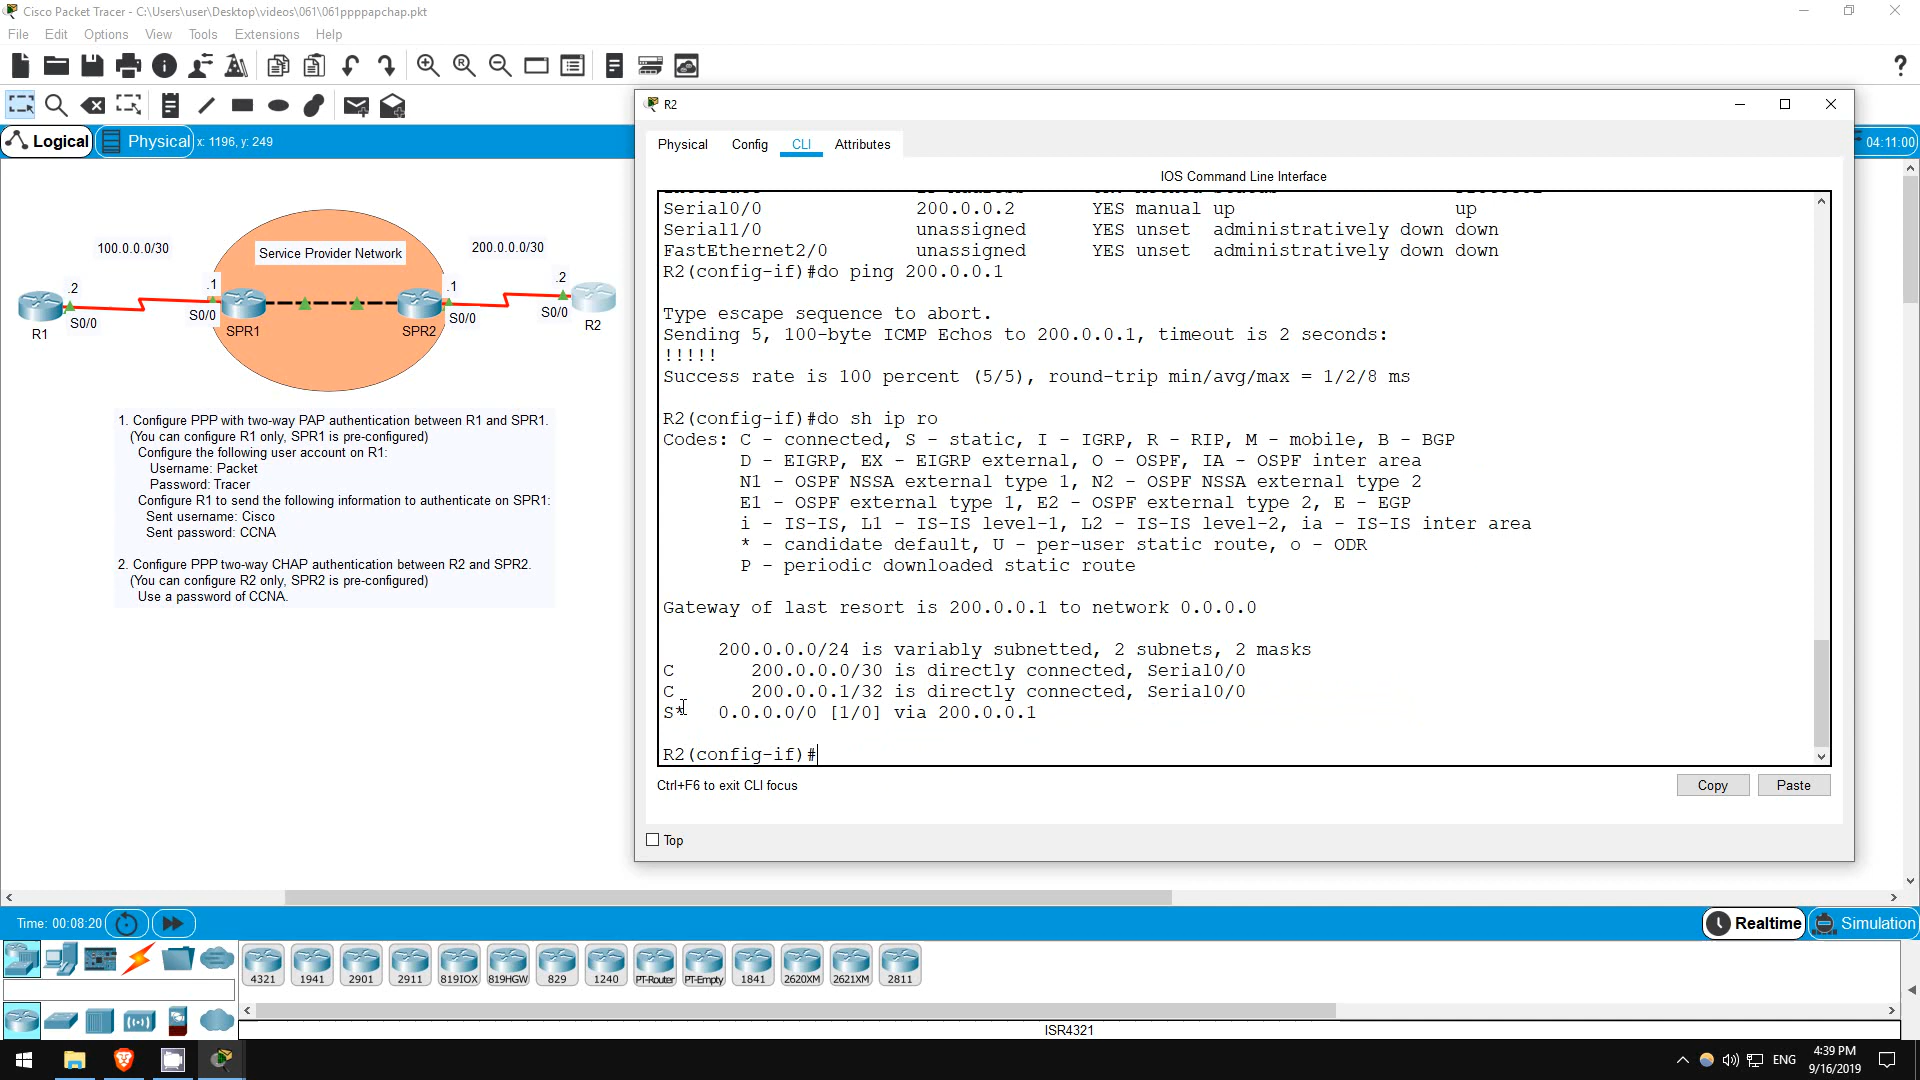 Cisco Packet Tracer - C:\Users\user\Desktop\videos\061\061ppppapchap.pkt
File Edit Options View Tools Extensions Help
Logical Physical x: 1196, y: 249
04:11:00
R2
Physical Config CLI Attributes
IOS Command Line Interface
Serial0/0 200.0.0.2 YES manual up up
Serial1/0 unassigned YES unset administratively down down
FastEthernet2/0 unassigned YES unset administratively down down
R2(config-if)#do ping 200.0.0.1
Type escape sequence to abort.
Sending 5, 100-byte ICMP Echos to 200.0.0.1, timeout is 2 seconds:
!!!!!
Success rate is 100 percent (5/5), round-trip min/avg/max = 1/2/8 ms
R2(config-if)#do sh ip ro
Codes: C - connected, S - static, I - IGRP, R - RIP, M - mobile, B - BGP
D - EIGRP, EX - EIGRP external, O - OSPF, IA - OSPF inter area
N1 - OSPF NSSA external type 1, N2 - OSPF NSSA external type 2
E1 - OSPF external type 1, E2 - OSPF external type 2, E - EGP
i - IS-IS, L1 - IS-IS level-1, L2 - IS-IS level-2, ia - IS-IS inter area
* - candidate default, U - per-user static route, o - ODR
P - periodic downloaded static route
Gateway of last resort is 200.0.0.1 to network 0.0.0.0
200.0.0.0/24 is variably subnetted, 2 subnets, 2 masks
C 200.0.0.0/30 is directly connected, Serial0/0
C 200.0.0.1/32 is directly connected, Serial0/0
S* 0.0.0.0/0 [1/0] via 200.0.0.1
R2(config-if)#
Ctrl+F6 to exit CLI focus
Copy Paste
Top
100.0.0.0/30
Service Provider Network
200.0.0.0/30
.2 .1 .1 .2
S0/0 S0/0 S0/0 S0/0
R1 SPR1 SPR2 R2
1. Configure PPP with two-way PAP authentication between R1 and SPR1.
(You can configure R1 only, SPR1 is pre-configured)
Configure the following user account on R1:
Username: Packet
Password: Tracer
Configure R1 to send the following information to authenticate on SPR1:
Sent username: Cisco
Sent password: CCNA
2. Configure PPP two-way CHAP authentication between R2 and SPR2.
(You can configure R2 only, SPR2 is pre-configured)
Use a password of CCNA.
Time: 00:08:20
Realtime Simulation
4321 1941 2901 2911 819IOX 819HGW 829 1240 PT-Router PT-Empty 1841 2620XM 2621XM 2811
ISR4321
ENG
4:39 PM
9/16/2019